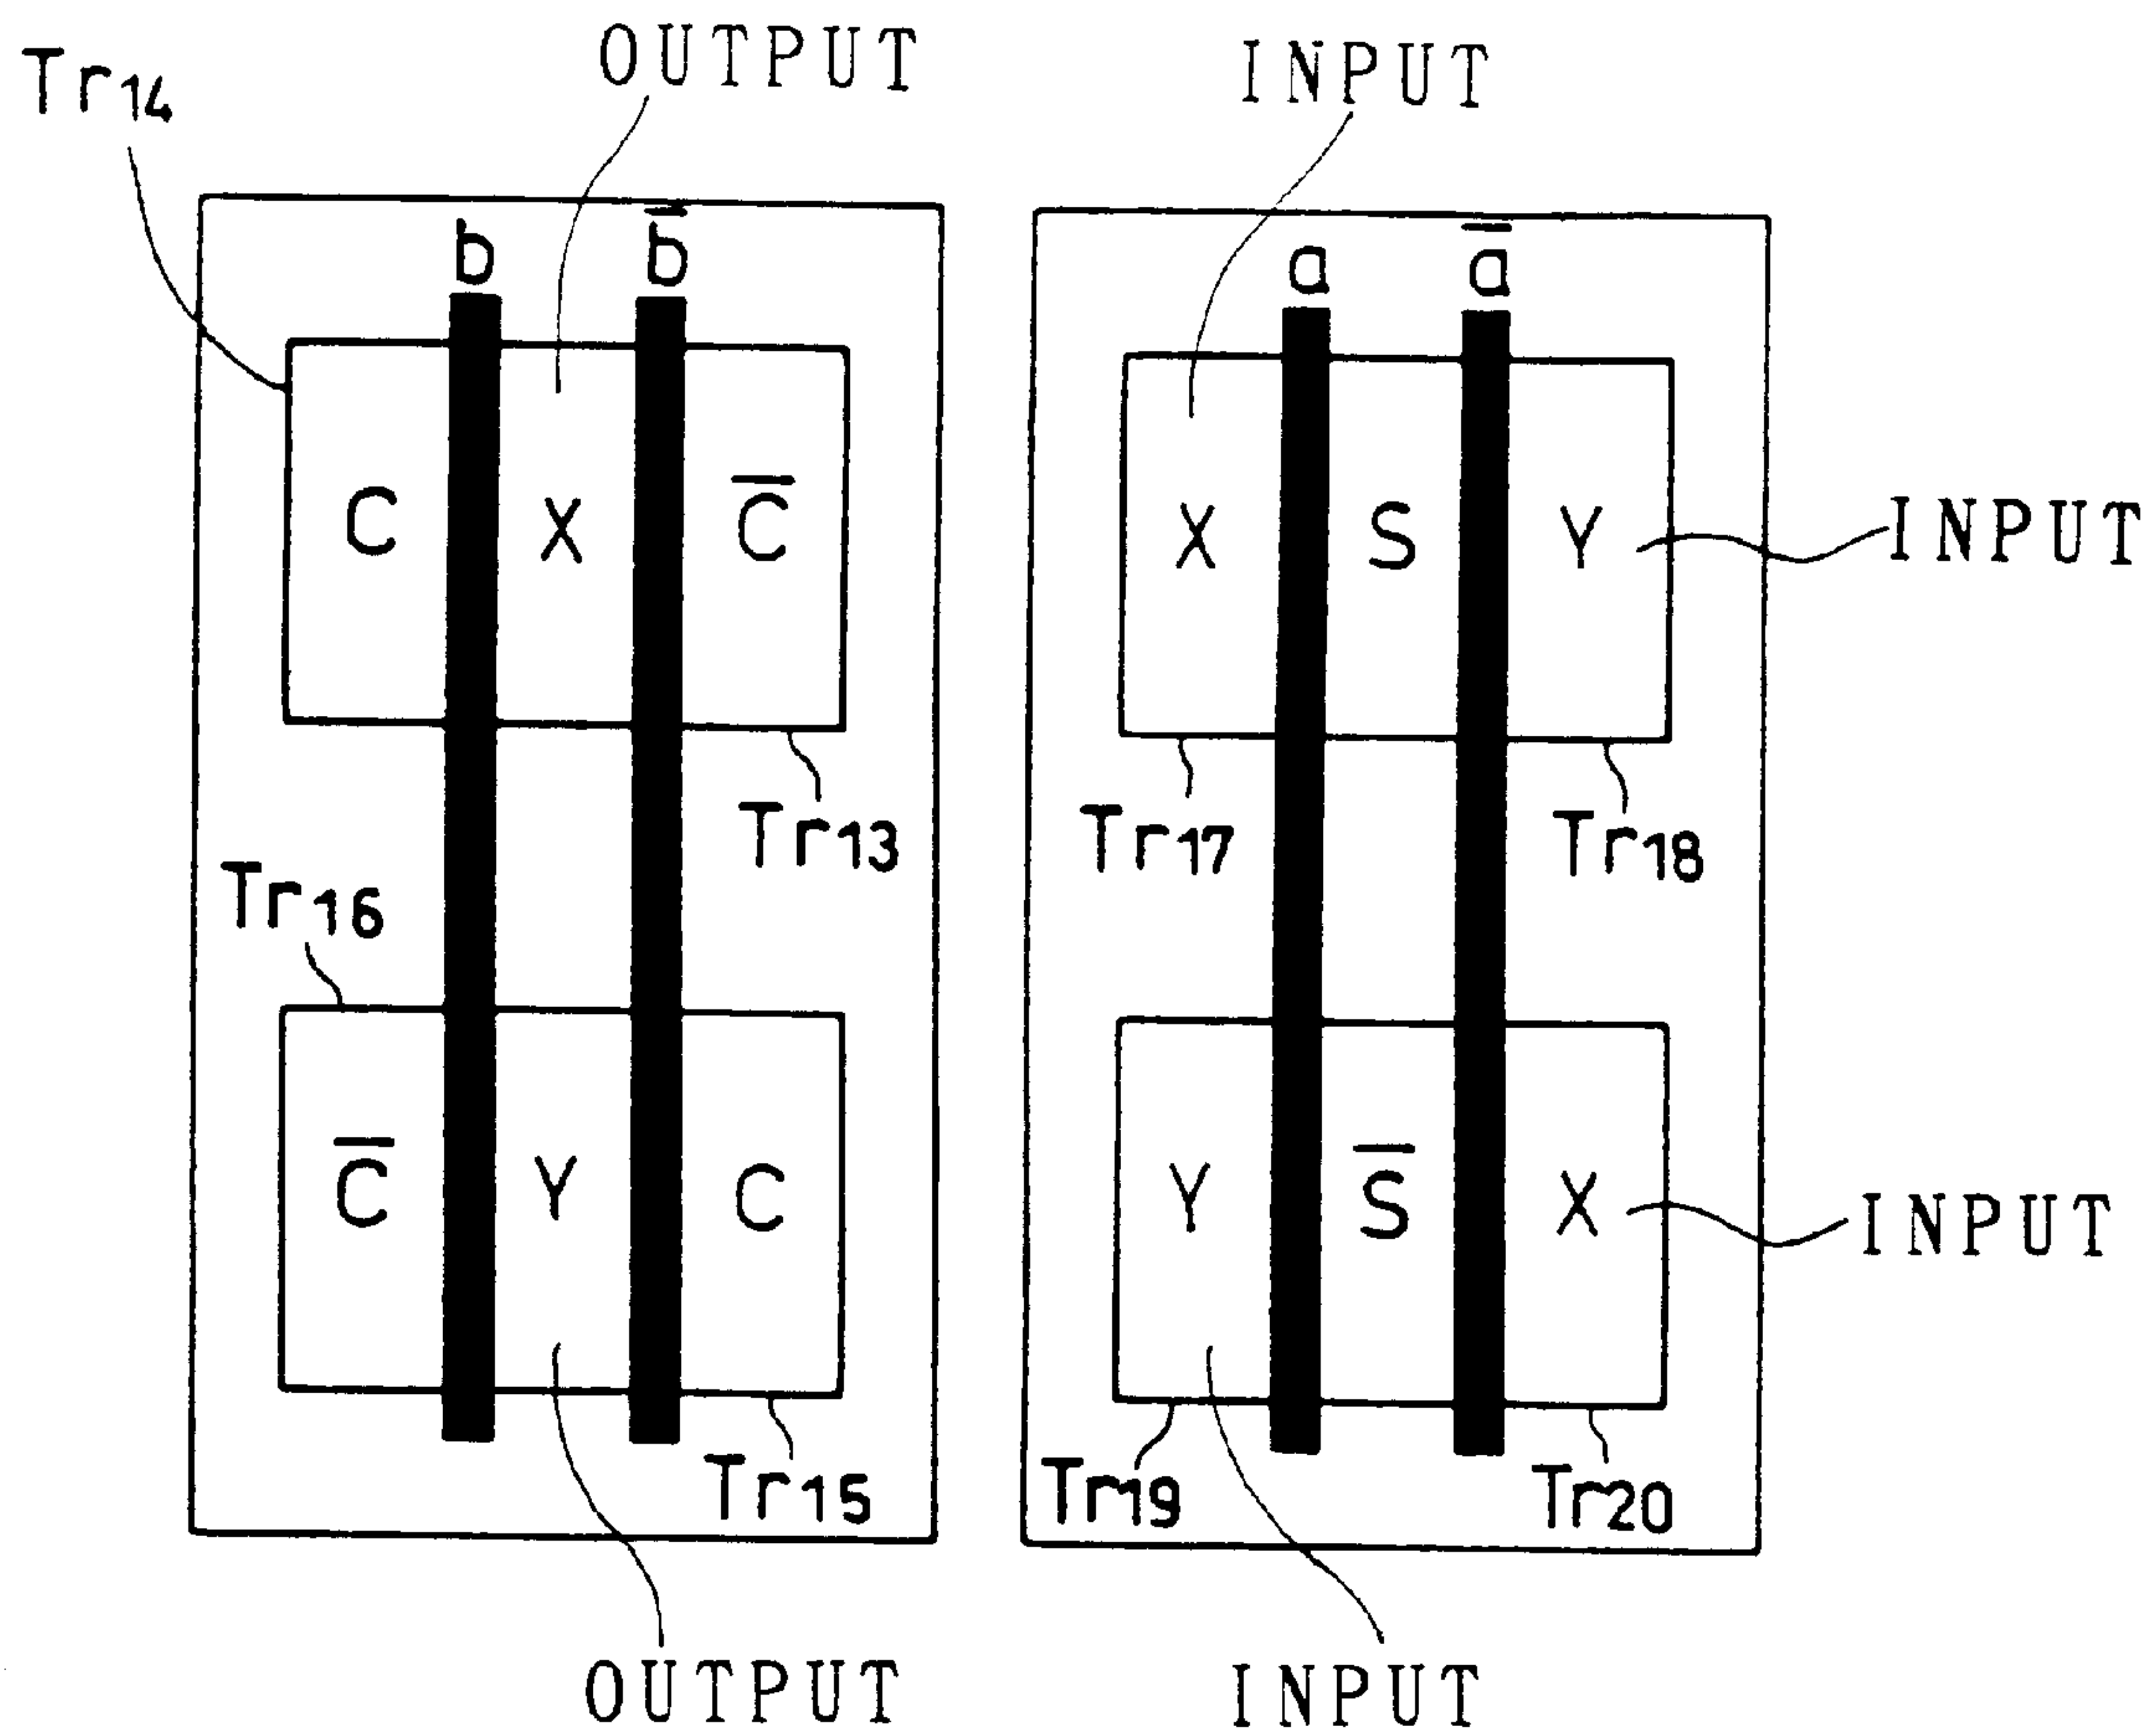 OUTPUT
INPUT
Tr14
b
b̅
a
a̅
C
X
C̅
X
S
Y
INPUT
Tr13
Tr17
Tr18
Tr16
C̅
Y
C
Y
S̅
X
INPUT
Tr15
Tr19
Tr20
OUTPUT
INPUT